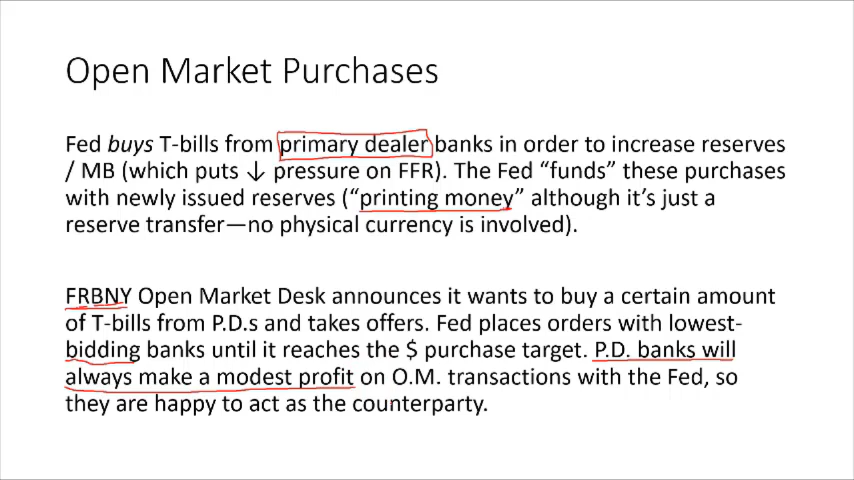 Open Market Purchases
Fed buys T-bills from primary dealer banks in order to increase reserves
/ MB (which puts ↓ pressure on FFR). The Fed “funds” these purchases
with newly issued reserves (“printing money” although it’s just a
reserve transfer—no physical currency is involved).
FRBNY Open Market Desk announces it wants to buy a certain amount
of T-bills from P.D.s and takes offers. Fed places orders with lowest-
bidding banks until it reaches the $ purchase target. P.D. banks will
always make a modest profit on O.M. transactions with the Fed, so
they are happy to act as the counterparty.